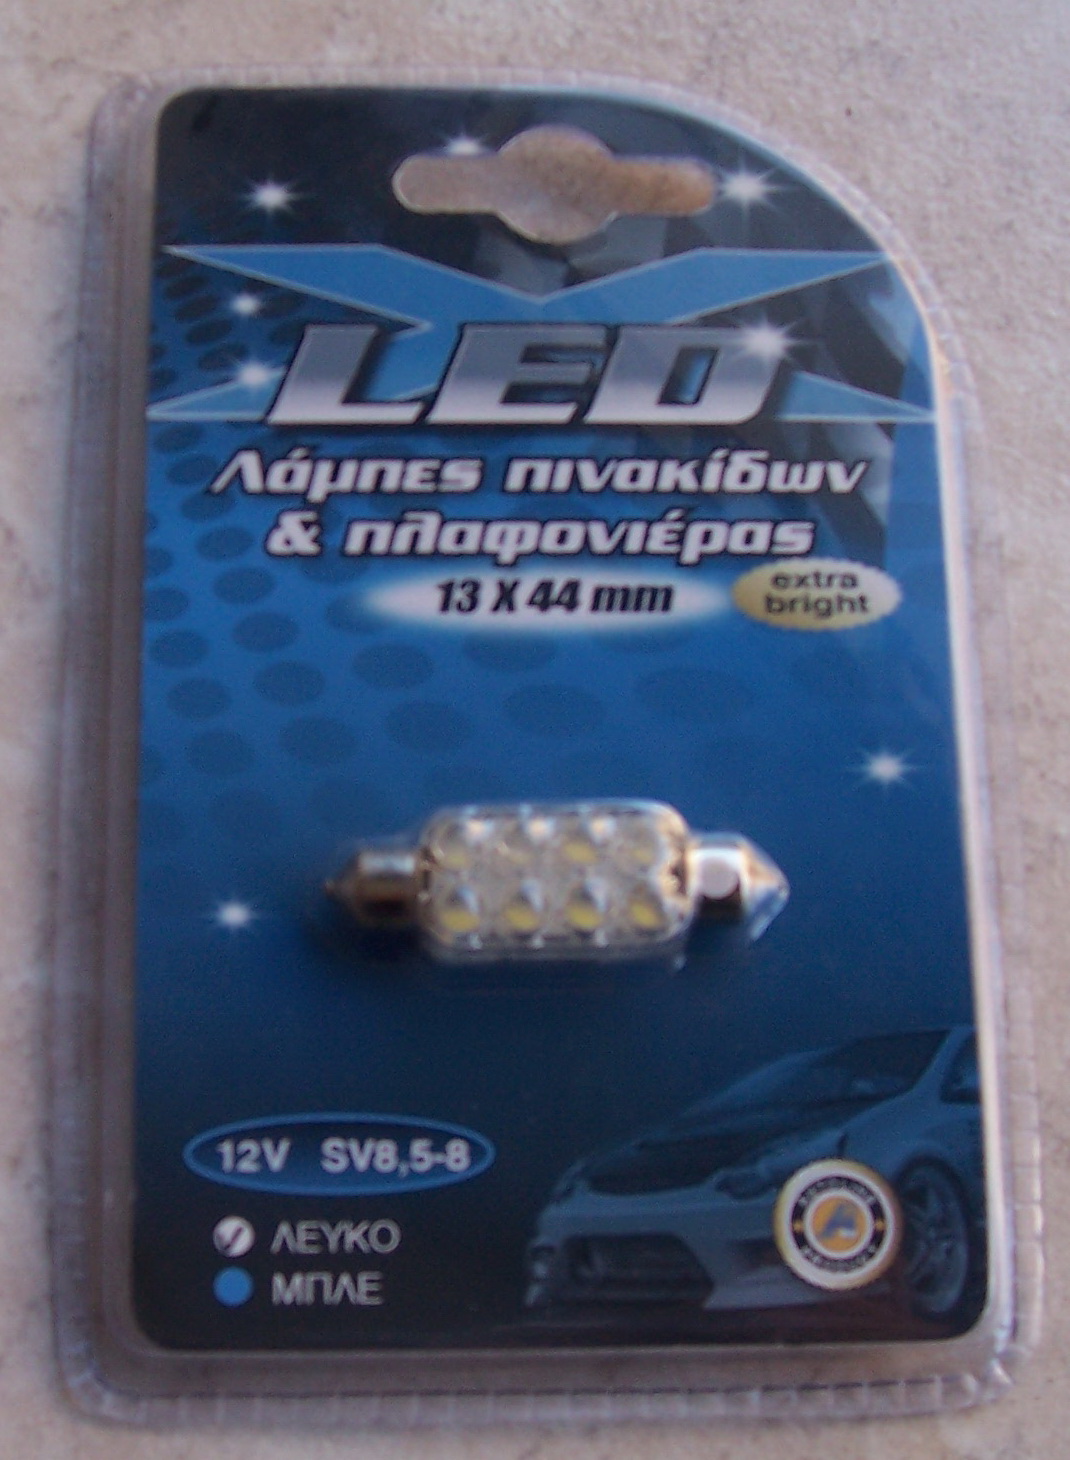 LED
Λάμπες πινακίδων
& πλαφονιέρας
13 X 44 mm
extra
bright
12V SV8,5-8
ΛΕΥΚΟ
ΜΠΛΕ